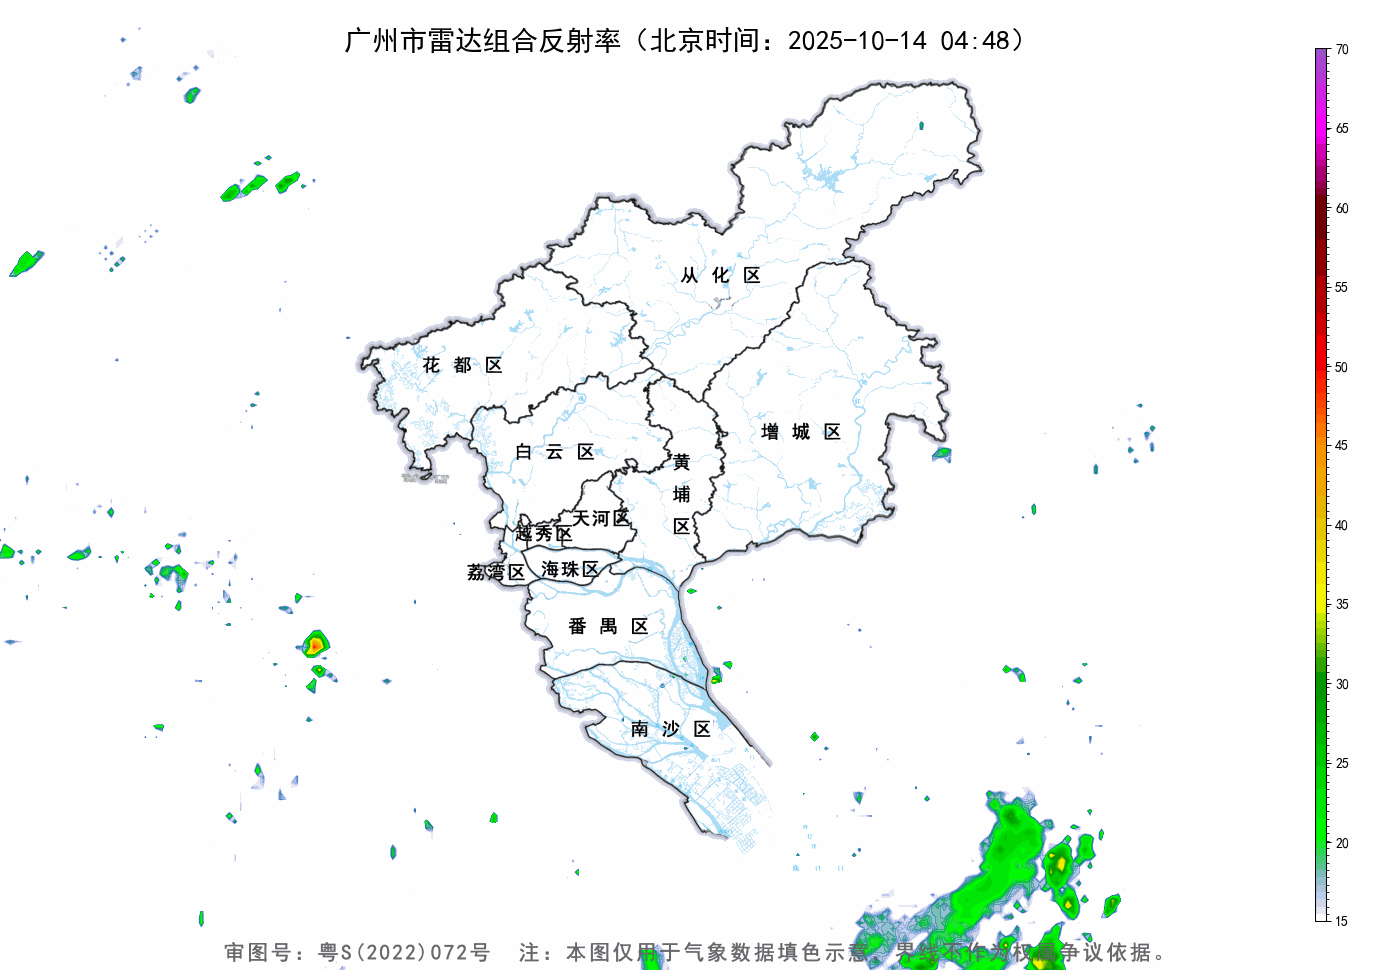 广州市雷达组合反射率（北京时间：2025-10-14 04:48）
70
65
60
55
50
45
40
35
30
25
20
15
从化区
花都区
增城区
白云区
黄埔区
天河区
越秀区
荔湾区
海珠区
番禺区
南沙区
审图号：粤S(2022)072号 注：本图仅用于气象数据填色示意，界线不作为权属争议依据。